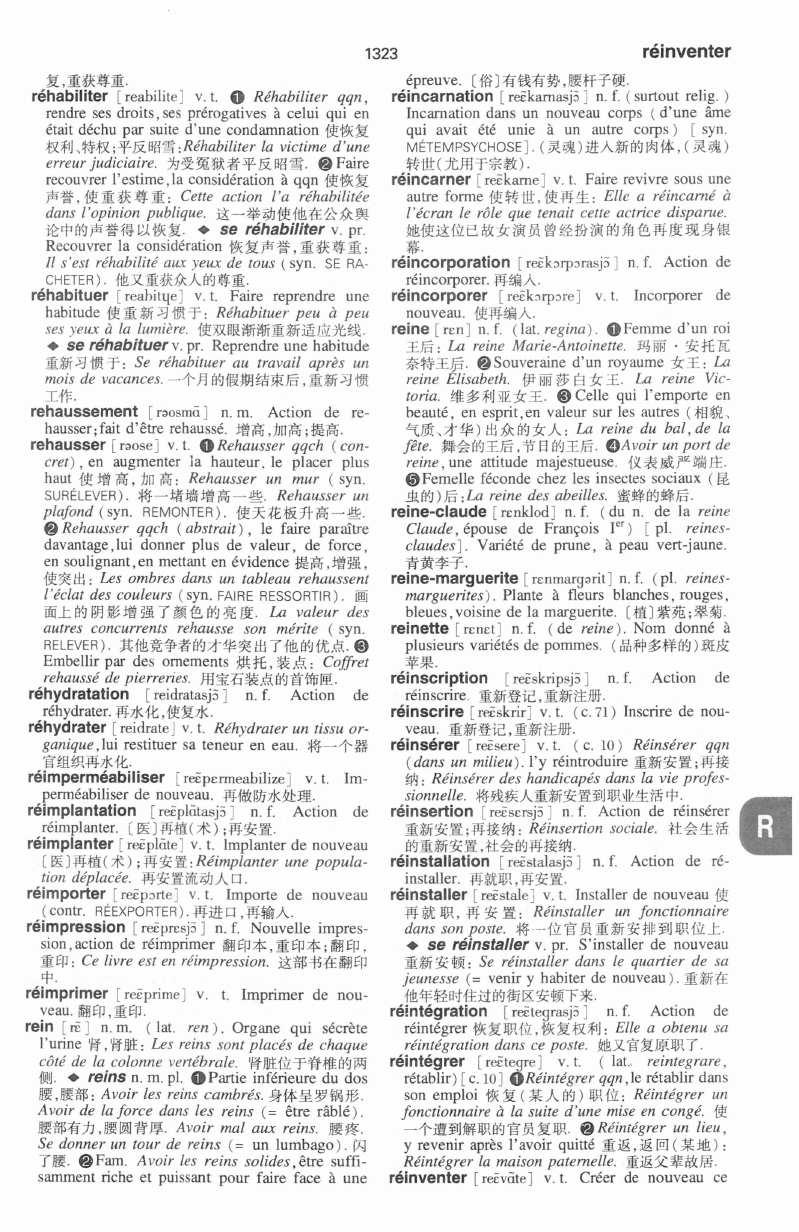 1323
réinventer
复,重获尊重.
réhabiliter [reabilite] v. t. ❶ Réhabiliter qqn,
rendre ses droits, ses prérogatives à celui qui en
était déchu par suite d'une condamnation 使恢复
权利、特权;平反昭雪:Réhabiliter la victime d'une
erreur judiciaire. 为受冤狱者平反昭雪. ❷ Faire
recouvrer l'estime, la considération à qqn 使恢复
声誉,使重获尊重: Cette action l'a réhabilitée
dans l'opinion publique. 这一举动使他在公众舆
论中的声誉得以恢复. ◆ se réhabiliter v. pr.
Recouvrer la considération 恢复声誉,重获尊重:
Il s'est réhabilité aux yeux de tous (syn. SE RA-
CHETER). 他又重获众人的尊重.
réhabituer [reabitɥe] v. t. Faire reprendre une
habitude 使重新习惯于: Réhabituer peu à peu
ses yeux à la lumière. 使双眼渐渐重新适应光线.
◆ se réhabituer v. pr. Reprendre une habitude
重新习惯于: Se réhabituer au travail après un
mois de vacances. 一个月的假期结束后,重新习惯
工作.
rehaussement [rəosmɑ̃] n. m. Action de re-
hausser;fait d'être rehaussé. 增高,加高;提高.
rehausser [rəose] v. t. ❶ Rehausser qqch (con-
cret), en augmenter la hauteur, le placer plus
haut 使增高,加高: Rehausser un mur (syn.
SURÉLEVER). 将一堵墙增高一些. Rehausser un
plafond (syn. REMONTER). 使天花板升高一些.
❷ Rehausser qqch (abstrait), le faire paraître
davantage, lui donner plus de valeur, de force,
en soulignant, en mettant en évidence 提高,增强,
使突出: Les ombres dans un tableau rehaussent
l'éclat des couleurs (syn. FAIRE RESSORTIR). 画
面上的阴影增强了颜色的亮度. La valeur des
autres concurrents rehausse son mérite (syn.
RELEVER). 其他竞争者的才华突出了他的优点. ❸
Embellir par des ornements 烘托,装点: Coffret
rehaussé de pierreries. 用宝石装点的首饰匣.
réhydratation [reidratasjɔ̃] n. f. Action de
réhydrater. 再水化,使复水.
réhydrater [reidrate] v. t. Réhydrater un tissu or-
ganique, lui restituer sa teneur en eau. 将一个器
官组织再水化.
réimperméabiliser [reɛ̃pɛrmeabilize] v. t. Im-
perméabiliser de nouveau. 再做防水处理.
réimplantation [reɛ̃plɑ̃tasjɔ̃] n. f. Action de
réimplanter. 〔医〕再植(术);再安置.
réimplanter [reɛ̃plɑ̃te] v. t. Implanter de nouveau
〔医〕再植(术);再安置:Réimplanter une popula-
tion déplacée. 再安置流动人口.
réimporter [reɛ̃pɔrte] v. t. Importe de nouveau
(contr. RÉEXPORTER). 再进口,再输入.
réimpression [reɛ̃prɛsjɔ̃] n. f. Nouvelle impres-
sion, action de réimprimer 翻印本,重印本;翻印,
重印: Ce livre est en réimpression. 这部书在翻印
中.
réimprimer [reɛ̃prime] v. t. Imprimer de nou-
veau. 翻印,重印.
rein [rɛ̃] n. m. (lat. ren). Organe qui sécrète
l'urine 肾,肾脏: Les reins sont placés de chaque
côté de la colonne vertébrale. 肾脏位于脊椎的两
侧. ◆ reins n. m. pl. ❶ Partie inférieure du dos
腰,腰部: Avoir les reins cambrés. 身体呈罗锅形.
Avoir de la force dans les reins (= être râblé).
腰部有力,腰圆背厚. Avoir mal aux reins. 腰疼.
Se donner un tour de reins (= un lumbago). 闪
了腰. ❷ Fam. Avoir les reins solides, être suffi-
samment riche et puissant pour faire face à une
épreuve. 〔俗〕有钱有势,腰杆子硬.
réincarnation [reɛ̃karnasjɔ̃] n. f. (surtout relig.)
Incarnation dans un nouveau corps (d'une âme
qui avait été unie à un autre corps) [syn.
MÉTEMPSYCHOSE]. (灵魂)进入新的肉体,(灵魂)
转世(尤用于宗教).
réincarner [reɛ̃karne] v. t. Faire revivre sous une
autre forme 使转世,使再生: Elle a réincarné à
l'écran le rôle que tenait cette actrice disparue.
她使这位已故女演员曾经扮演的角色再度现身银
幕.
réincorporation [reɛ̃kɔrpɔrasjɔ̃] n. f. Action de
réincorporer. 再编入.
réincorporer [reɛ̃kɔrpɔre] v. t. Incorporer de
nouveau. 使再编入.
reine [rɛn] n. f. (lat. regina). ❶ Femme d'un roi
王后: La reine Marie-Antoinette. 玛丽·安托瓦
奈特王后. ❷ Souveraine d'un royaume 女王: La
reine Élisabeth. 伊丽莎白女王. La reine Vic-
toria. 维多利亚女王. ❸ Celle qui l'emporte en
beauté, en esprit, en valeur sur les autres (相貌、
气质、才华)出众的女人: La reine du bal, de la
fête. 舞会的王后,节日的王后. ❹ Avoir un port de
reine, une attitude majestueuse. 仪表威严端庄.
❺ Femelle féconde chez les insectes sociaux (昆
虫的)后:La reine des abeilles. 蜜蜂的蜂后.
reine-claude [rɛnklod] n. f. (du n. de la reine
Claude, épouse de François Ier) [pl. reines-
claudes]. Variété de prune, à peau vert-jaune.
青黄李子.
reine-marguerite [rɛnmargərit] n. f. (pl. reines-
marguerites). Plante à fleurs blanches, rouges,
bleues, voisine de la marguerite. 〔植〕紫苑;翠菊.
reinette [rɛnɛt] n. f. (de reine). Nom donné à
plusieurs variétés de pommes. (品种多样的)斑皮
苹果.
réinscription [reɛ̃skripsjɔ̃] n. f. Action de
réinscrire. 重新登记,重新注册.
réinscrire [reɛ̃skrir] v. t. (c. 71) Inscrire de nou-
veau. 重新登记,重新注册.
réinsérer [reɛ̃sere] v. t. (c. 10) Réinsérer qqn
(dans un milieu), l'y réintroduire 重新安置;再接
纳: Réinsérer des handicapés dans la vie profes-
sionnelle. 将残疾人重新安置到职业生活中.
réinsertion [reɛ̃sɛrsjɔ̃] n. f. Action de réinsérer
重新安置;再接纳: Réinsertion sociale. 社会生活
的重新安置,社会的再接纳.
réinstallation [reɛ̃stalasjɔ̃] n. f. Action de ré-
installer. 再就职,再安置.
réinstaller [reɛ̃stale] v. t. Installer de nouveau 使
再就职,再安置: Réinstaller un fonctionnaire
dans son poste. 将一位官员重新安排到职位上.
◆ se réinstaller v. pr. S'installer de nouveau
重新安顿: Se réinstaller dans le quartier de sa
jeunesse (= venir y habiter de nouveau). 重新在
他年轻时住过的街区安顿下来.
réintégration [reɛ̃tegrasjɔ̃] n. f. Action de
réintégrer 恢复职位,恢复权利: Elle a obtenu sa
réintégration dans ce poste. 她又官复原职了.
réintégrer [reɛ̃tegre] v. t. (lat. reintegrare,
rétablir) [c. 10] ❶ Réintégrer qqn, le rétablir dans
son emploi 恢复(某人的)职位: Réintégrer un
fonctionnaire à la suite d'une mise en congé. 使
一个遭到解职的官员复职. ❷ Réintégrer un lieu,
y revenir après l'avoir quitté 重返,返回(某地):
Réintégrer la maison paternelle. 重返父辈故居.
réinventer [reɛ̃vɑ̃te] v. t. Créer de nouveau ce
R